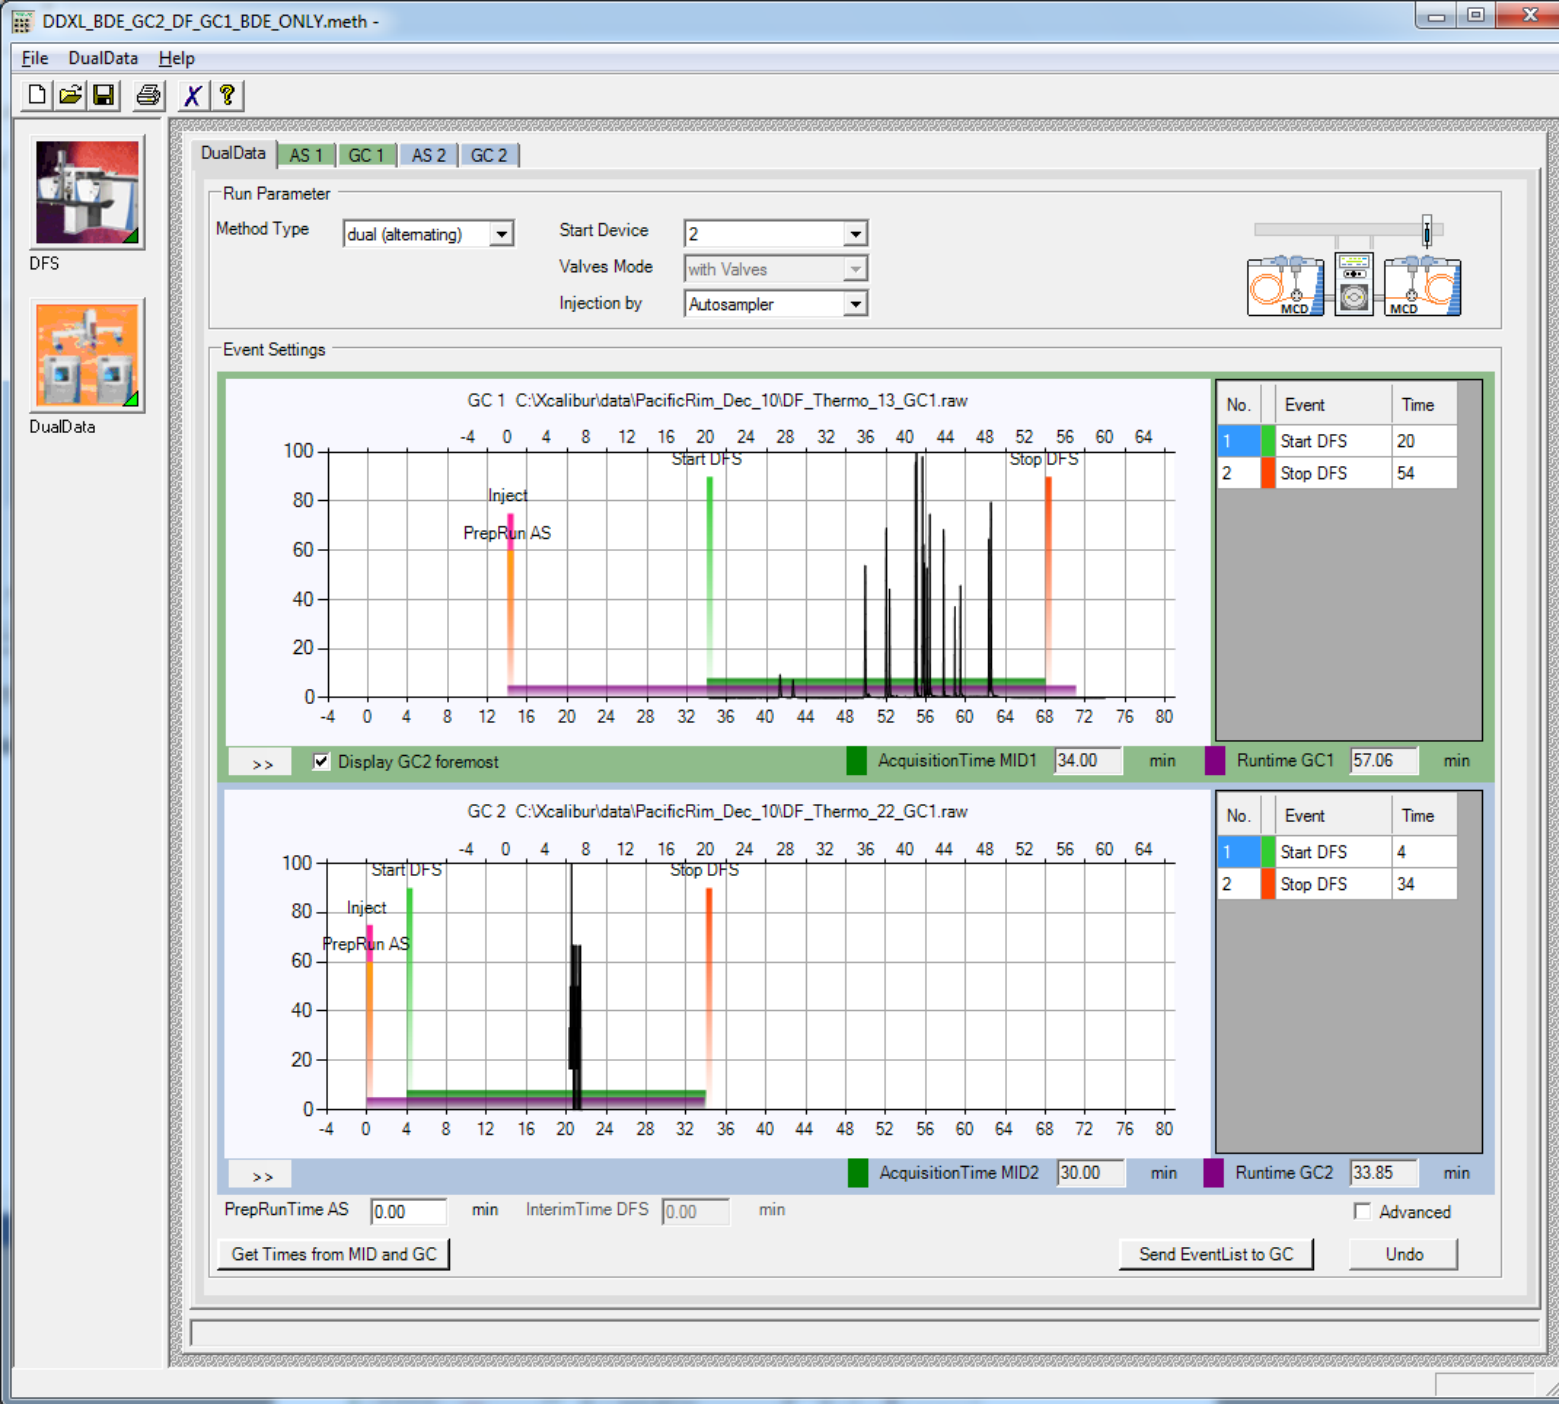 DDXL_BDE_GC2_DF_GC1_BDE_ONLY.meth -
File DualData Help
DFS
DualData
DualData AS 1 GC 1 AS 2 GC 2
Run Parameter
Method Type dual (alternating) Start Device 2
Valves Mode with Valves
Injection by Autosampler
MCD MCD
Event Settings
GC 1 C:\Xcalibur\data\PacificRim_Dec_10\DF_Thermo_13_GC1.raw
-4 0 4 8 12 16 20 24 28 32 36 40 44 48 52 56 60 64
Start DFS Stop DFS
Inject
PrepRun AS
100
80
60
40
20
0
-4 0 4 8 12 16 20 24 28 32 36 40 44 48 52 56 60 64 68 72 76 80
No. Event Time
1 Start DFS 20
2 Stop DFS 54
>> Display GC2 foremost AcquisitionTime MID1 34.00 min Runtime GC1 57.06 min
GC 2 C:\Xcalibur\data\PacificRim_Dec_10\DF_Thermo_22_GC1.raw
-4 0 4 8 12 16 20 24 28 32 36 40 44 48 52 56 60 64
Start DFS Stop DFS
Inject
PrepRun AS
100
80
60
40
20
0
-4 0 4 8 12 16 20 24 28 32 36 40 44 48 52 56 60 64 68 72 76 80
No. Event Time
1 Start DFS 4
2 Stop DFS 34
>> AcquisitionTime MID2 30.00 min Runtime GC2 33.85 min
PrepRunTime AS 0.00 min InterimTime DFS 0.00 min Advanced
Get Times from MID and GC Send EventList to GC Undo